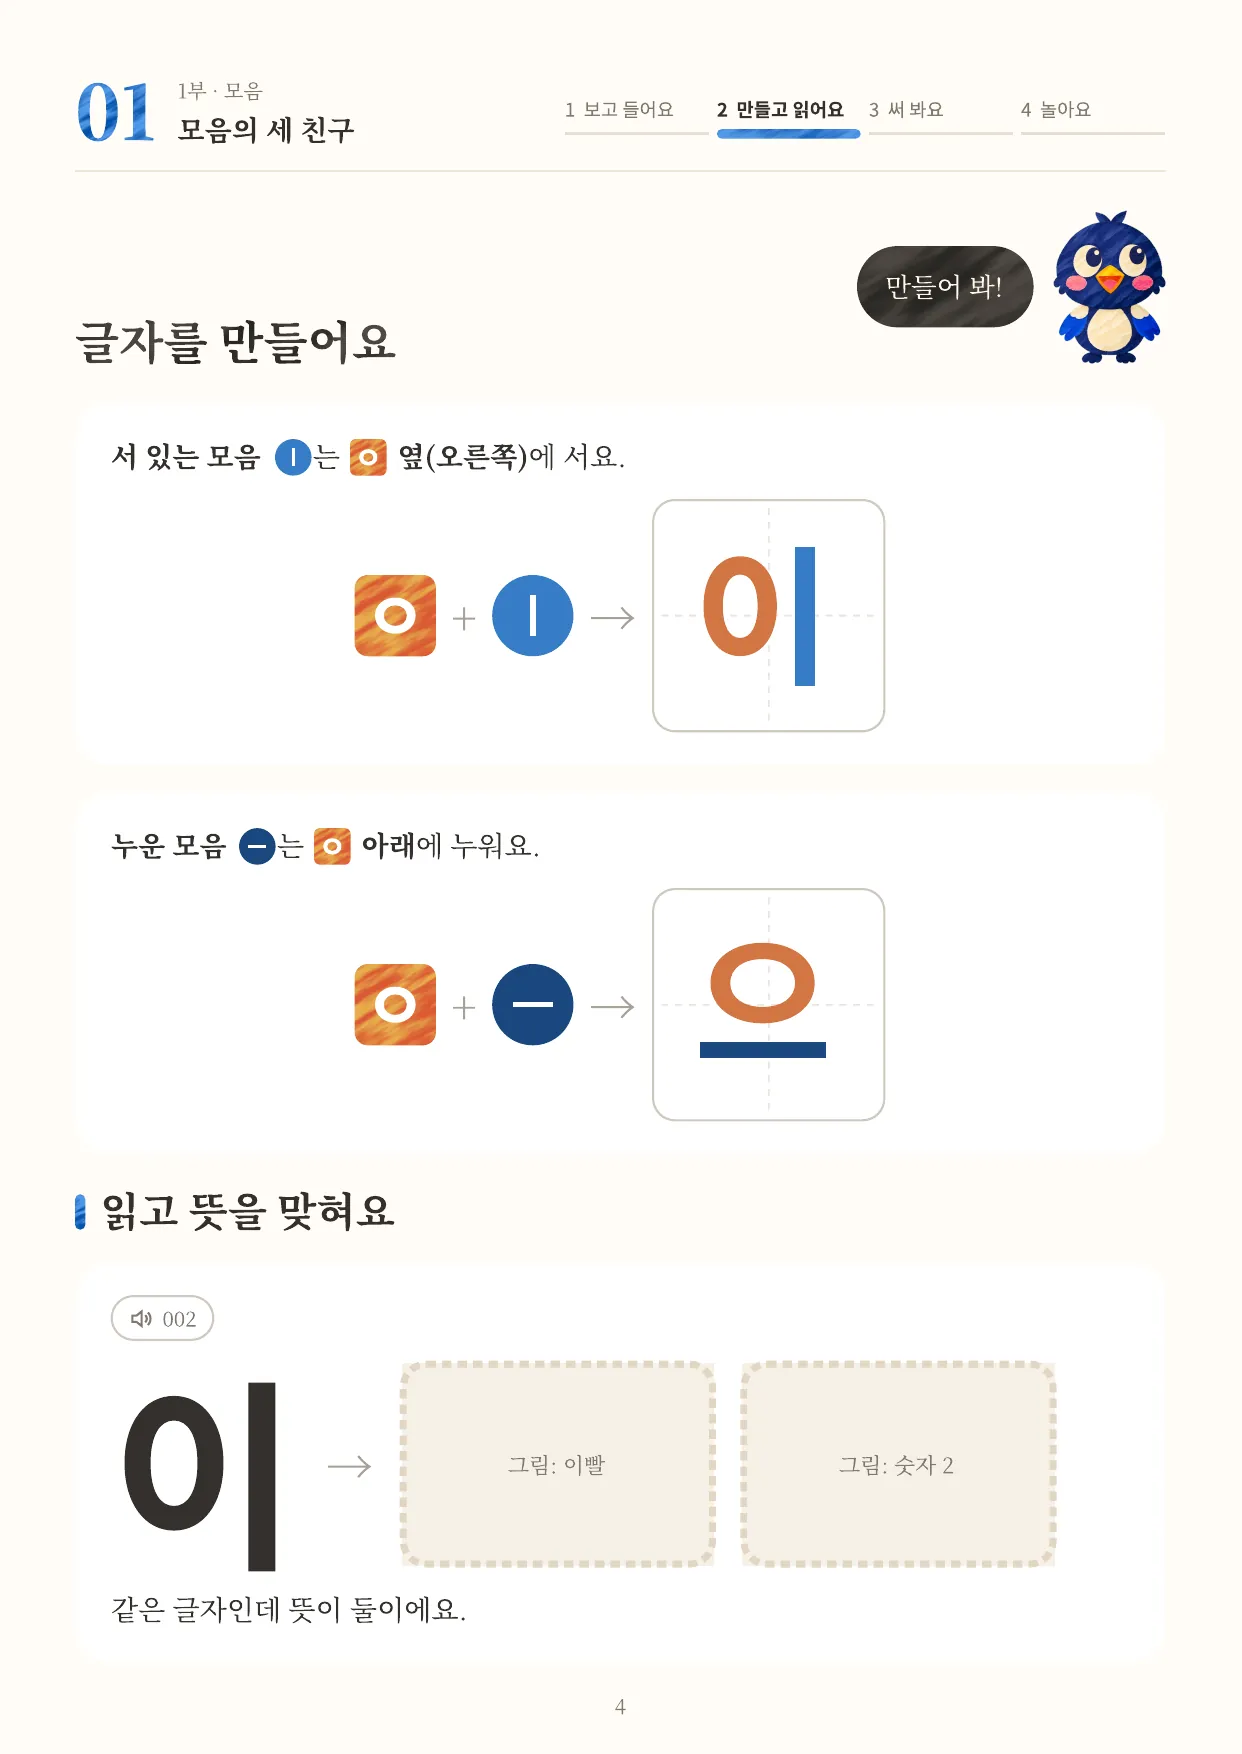 01
1부 · 모음
모음의 세 친구
1 보고 들어요 2 만들고 읽어요 3 써 봐요 4 놀아요
만들어 봐!
글자를 만들어요
서 있는 모음 ㅣ는 ㅇ 옆(오른쪽)에 서요.
ㅇ + ㅣ → 이
누운 모음 ㅡ는 ㅇ 아래에 누워요.
ㅇ + ㅡ → 으
읽고 뜻을 맞혀요
002
이 → 그림: 이빨 그림: 숫자 2
같은 글자인데 뜻이 둘이에요.
4